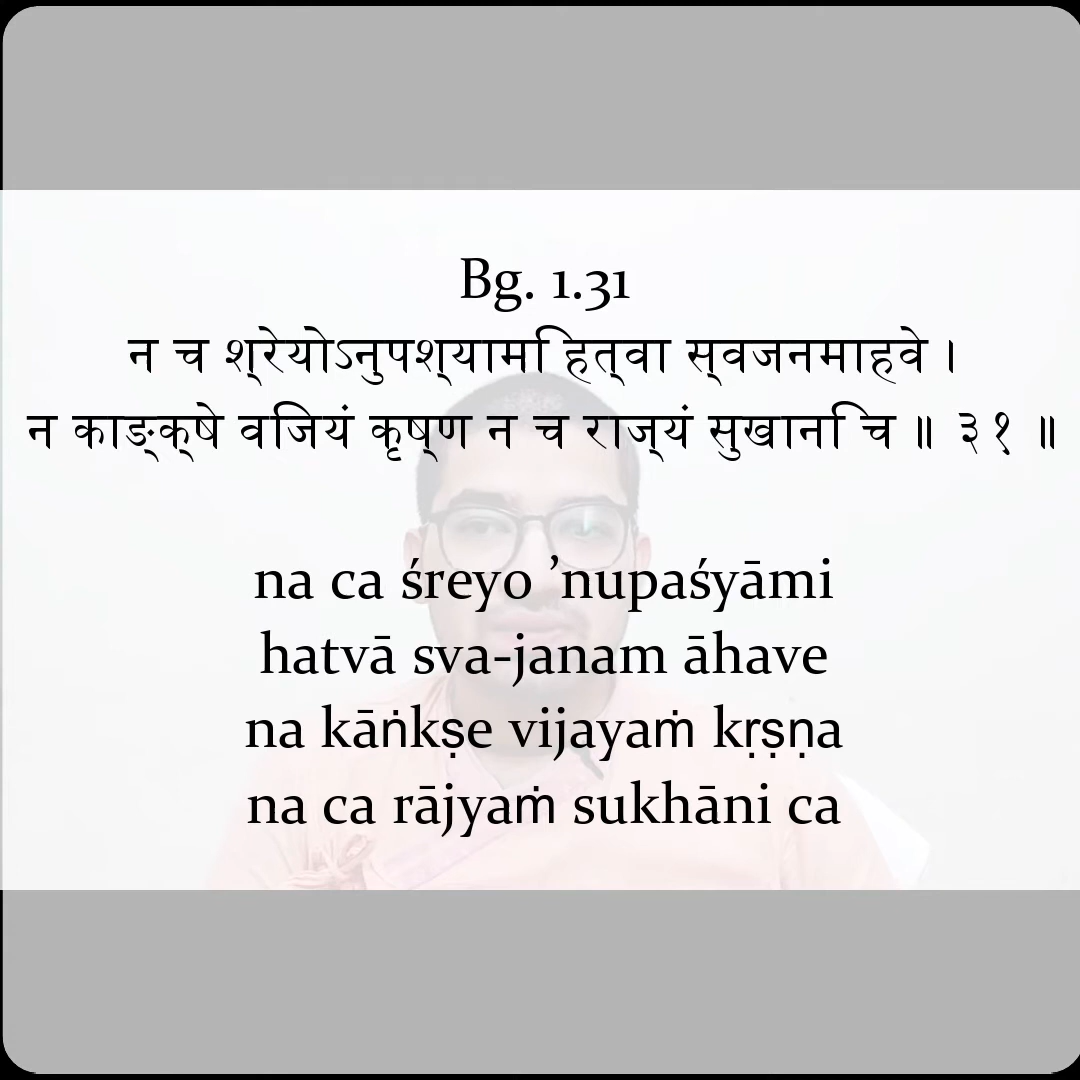 Bg. 1.31
न च श्रेयोऽनुपश्यामि हत्वा स्वजनमाहवे ।
न काङ्क्षे विजयं कृष्ण न च राज्यं सुखानि च ॥ ३१ ॥
na ca śreyo ’nupaśyāmi
hatvā sva-janam āhave
na kāṅkṣe vijayaṁ kṛṣṇa
na ca rājyaṁ sukhāni ca